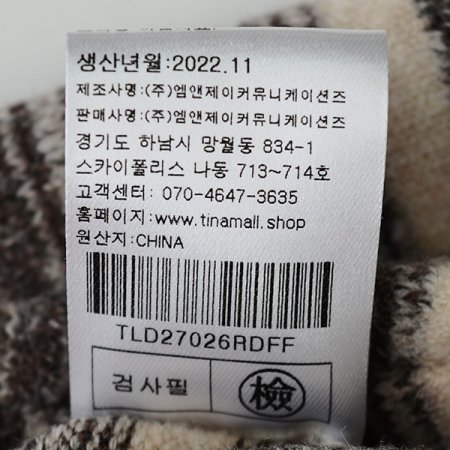 생산년월:2022.11
제조사명:(주)엠앤제이커뮤니케이션즈
판매사명:(주)엠앤제이커뮤니케이션즈
경기도 하남시 망월동 834-1
스카이폴리스 나동 713~714호
고객센터: 070-4647-3635
홈페이지:www.tinamall.shop
원산지:CHINA
TLD27026RDFF
검사필 檢